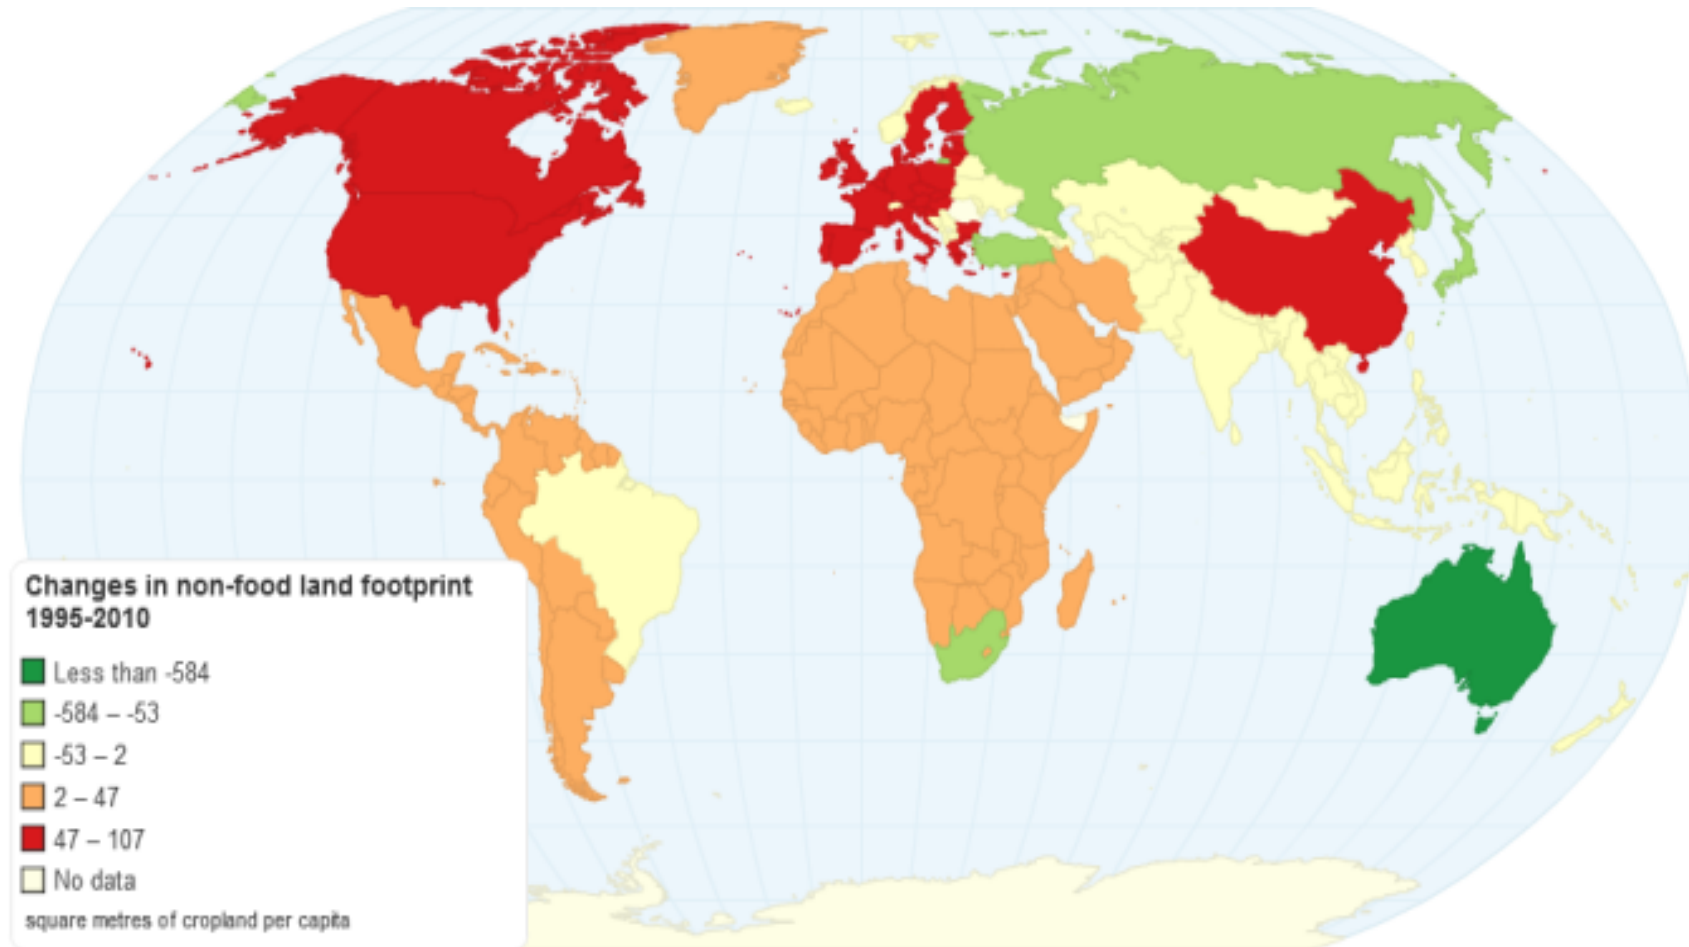 Changes in non-food land footprint
1995-2010
Less than -584
-584 – -53
-53 – 2
2 – 47
47 – 107
No data
square metres of cropland per capita